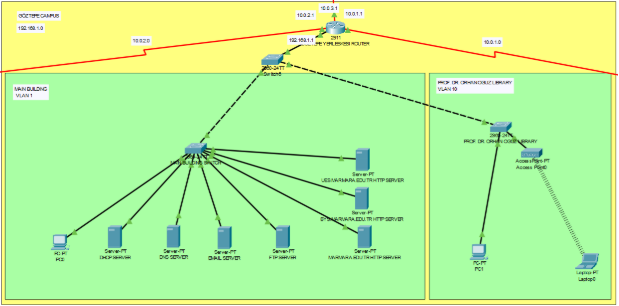 GÖZTEPE CAMPUS
192.168.1.0
10.0.3.1
10.0.2.1
10.0.1.1
10.0.2.0
192.168.1.1
2911
YERLESKESI ROUTER
10.0.1.0
2960-24TT
Switch
MAIN BUILDING
VLAN 1
PROF. DR. ORHAN OGUZ LIBRARY
VLAN 10
MAIN BUILDING SWITCH
PROF. DR. ORHAN OGUZ LIBRARY
AccessPoint-PT
Access Point0
Server-PT
UES.MARMARA.EDU.TR HTTP SERVER
Server-PT
BYS.MARMARA.EDU.TR HTTP SERVER
PC-PT
PC0
Server-PT
DHCP SERVER
Server-PT
DNS SERVER
Server-PT
EMAIL SERVER
Server-PT
FTP SERVER
Server-PT
MARMARA.EDU.TR HTTP SERVER
PC-PT
PC1
Laptop-PT
Laptop0